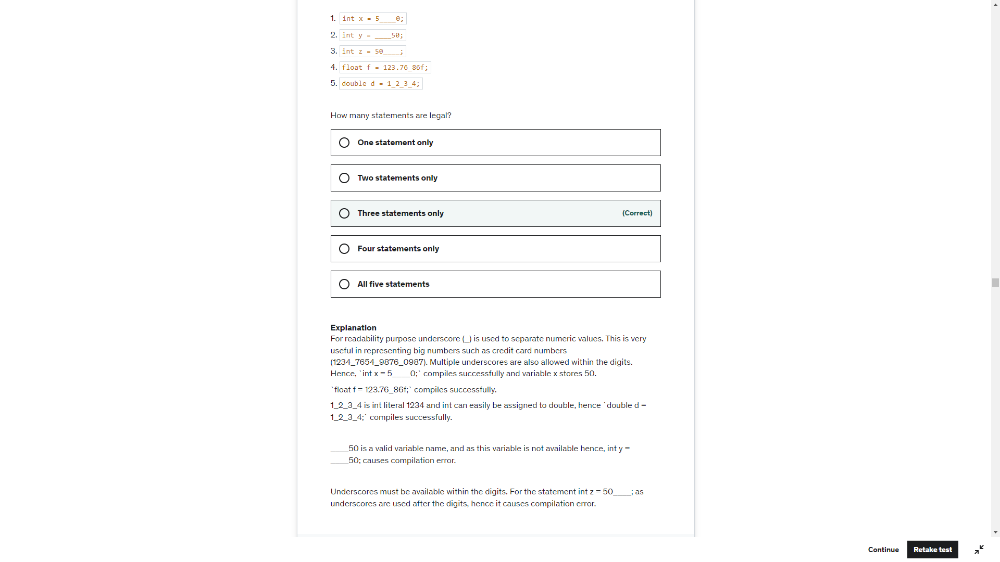 1. int x = 5____0;
2. int y = ____50;
3. int z = 50____;
4. float f = 123.76_86f;
5. double d = 1_2_3_4;
How many statements are legal?
One statement only
Two statements only
Three statements only (Correct)
Four statements only
All five statements
Explanation
For readability purpose underscore (_) is used to separate numeric values. This is very
useful in representing big numbers such as credit card numbers
(1234_7654_9876_0987). Multiple underscores are also allowed within the digits.
Hence, `int x = 5____0;` compiles successfully and variable x stores 50.
`float f = 123.76_86f;` compiles successfully.
1_2_3_4 is int literal 1234 and int can easily be assigned to double, hence `double d =
1_2_3_4;` compiles successfully.
____50 is a valid variable name, and as this variable is not available hence, int y =
____50; causes compilation error.
Underscores must be available within the digits. For the statement int z = 50____; as
underscores are used after the digits, hence it causes compilation error.
Continue Retake test